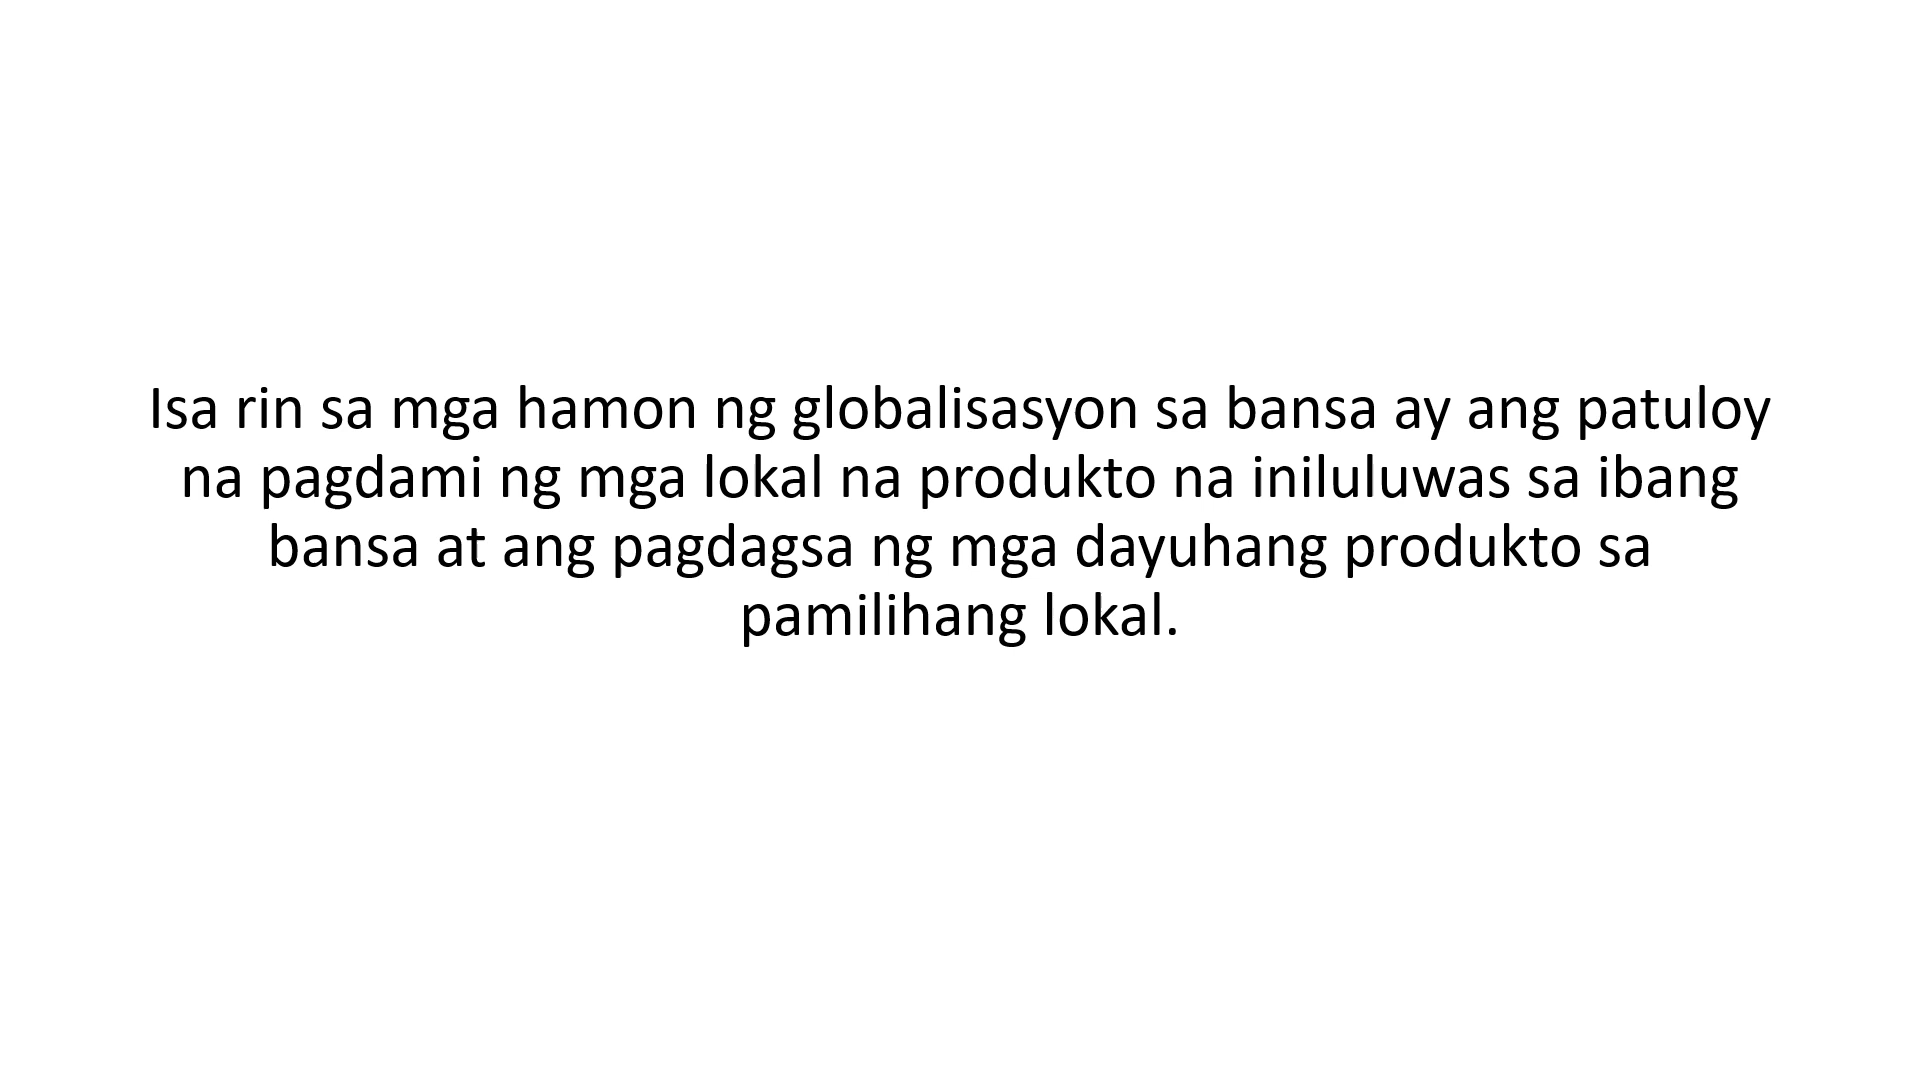 Isa rin sa mga hamon ng globalisasyon sa bansa ay ang patuloy
na pagdami ng mga lokal na produkto na iniluluwas sa ibang
bansa at ang pagdagsa ng mga dayuhang produkto sa
pamilihang lokal.